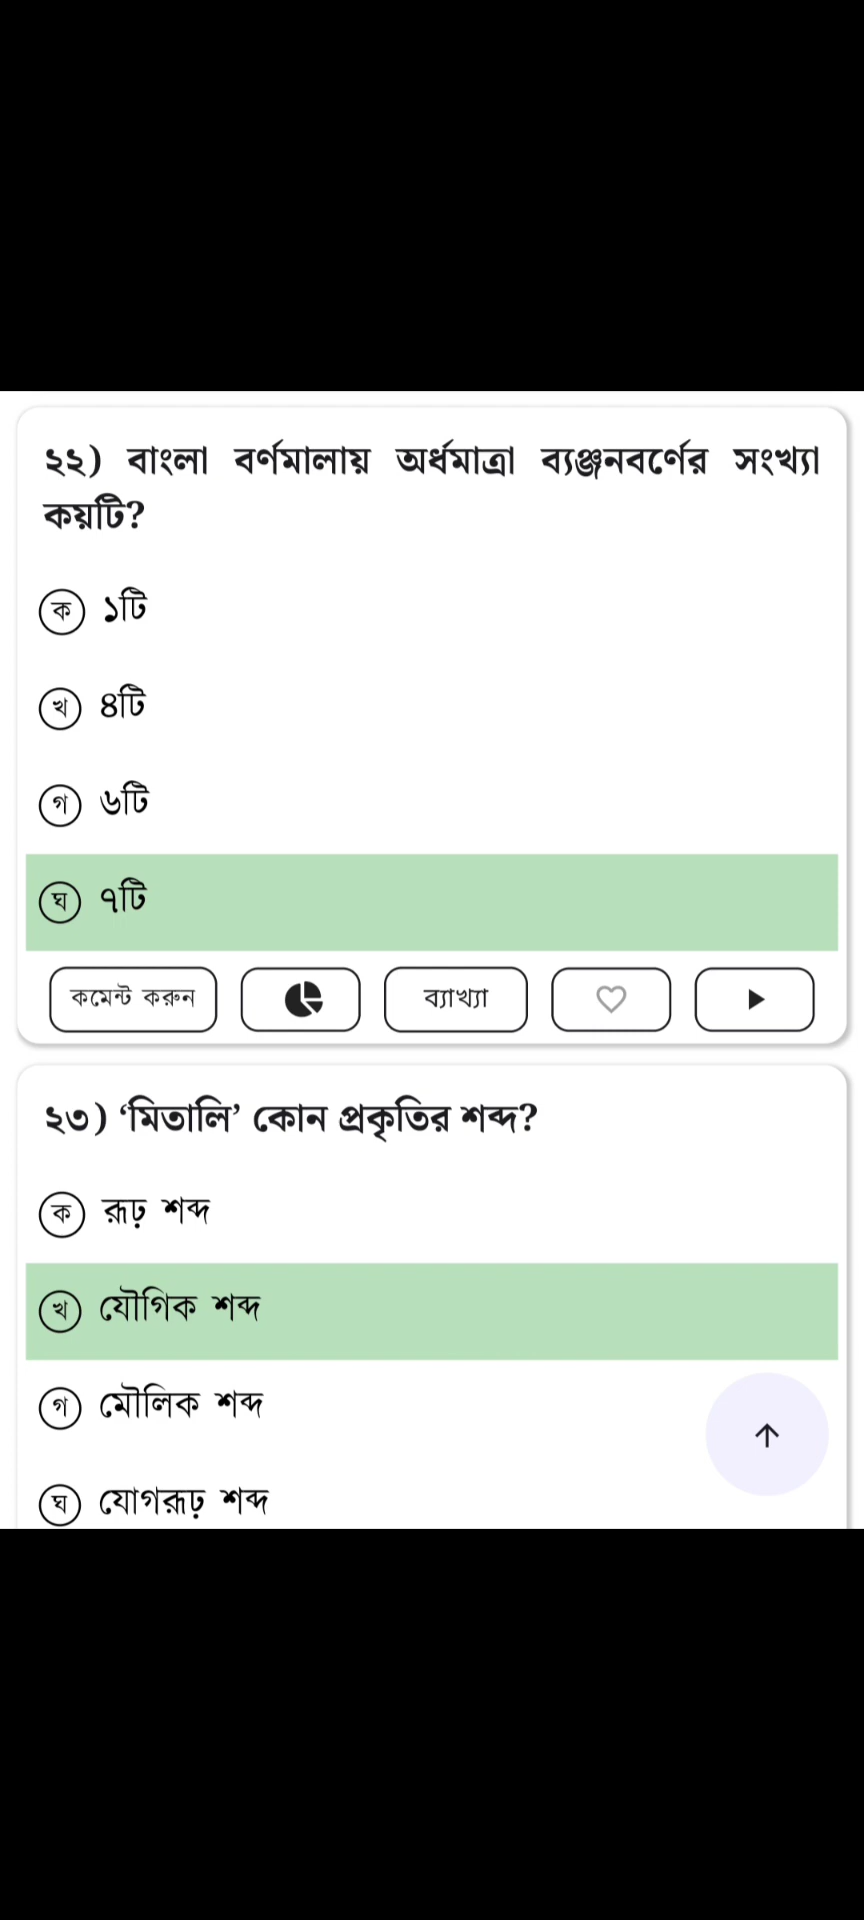 ২২) বাংলা বর্ণমালায় অর্ধমাত্রা ব্যঞ্জনবর্ণের সংখ্যা
কয়টি?
ক ১টি
খ ৪টি
গ ৬টি
ঘ ৭টি
কমেন্ট করুন ব্যাখ্যা
২৩) ‘মিতালি’ কোন প্রকৃতির শব্দ?
ক রূঢ় শব্দ
খ যৌগিক শব্দ
গ মৌলিক শব্দ
ঘ যোগরূঢ় শব্দ